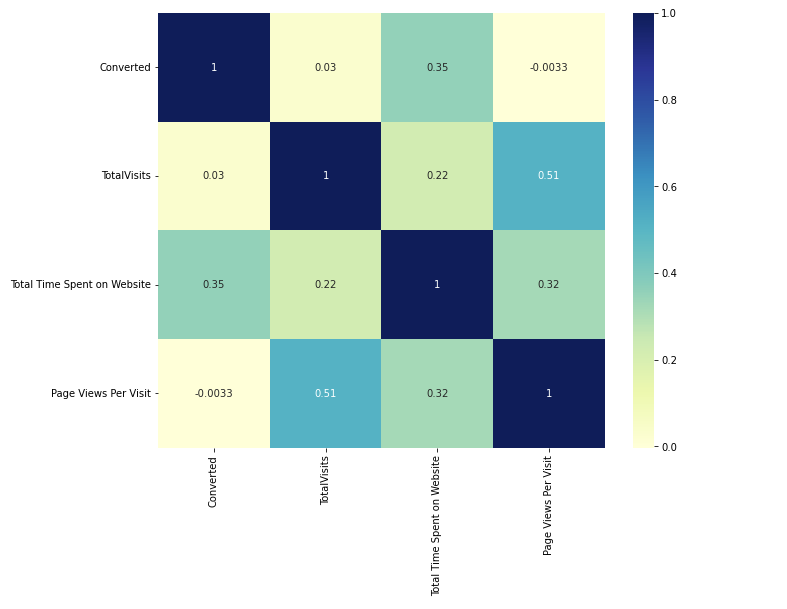 Converted 1 0.03 0.35 -0.0033
TotalVisits 0.03 1 0.22 0.51
Total Time Spent on Website 0.35 0.22 1 0.32
Page Views Per Visit -0.0033 0.51 0.32 1
Converted
TotalVisits
Total Time Spent on Website
Page Views Per Visit
1.0
0.8
0.6
0.4
0.2
0.0